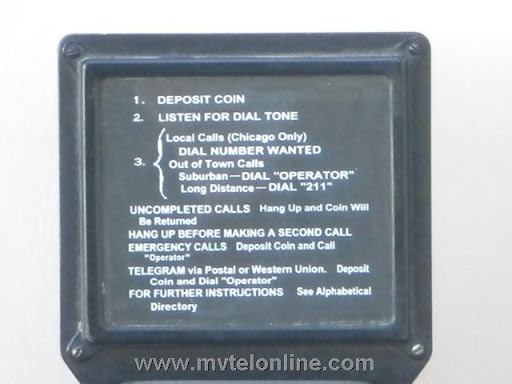 1. DEPOSIT COIN
2. LISTEN FOR DIAL TONE
Local Calls (Chicago Only)
DIAL NUMBER WANTED
3. Out of Town Calls
Suburban — DIAL "OPERATOR"
Long Distance — DIAL "211"
UNCOMPLETED CALLS Hang Up and Coin Will
Be Returned
HANG UP BEFORE MAKING A SECOND CALL
EMERGENCY CALLS Deposit Coin and Call
"Operator"
TELEGRAM via Postal or Western Union. Deposit
Coin and Dial "Operator"
FOR FURTHER INSTRUCTIONS See Alphabetical
Directory
www.mvtelonline.com